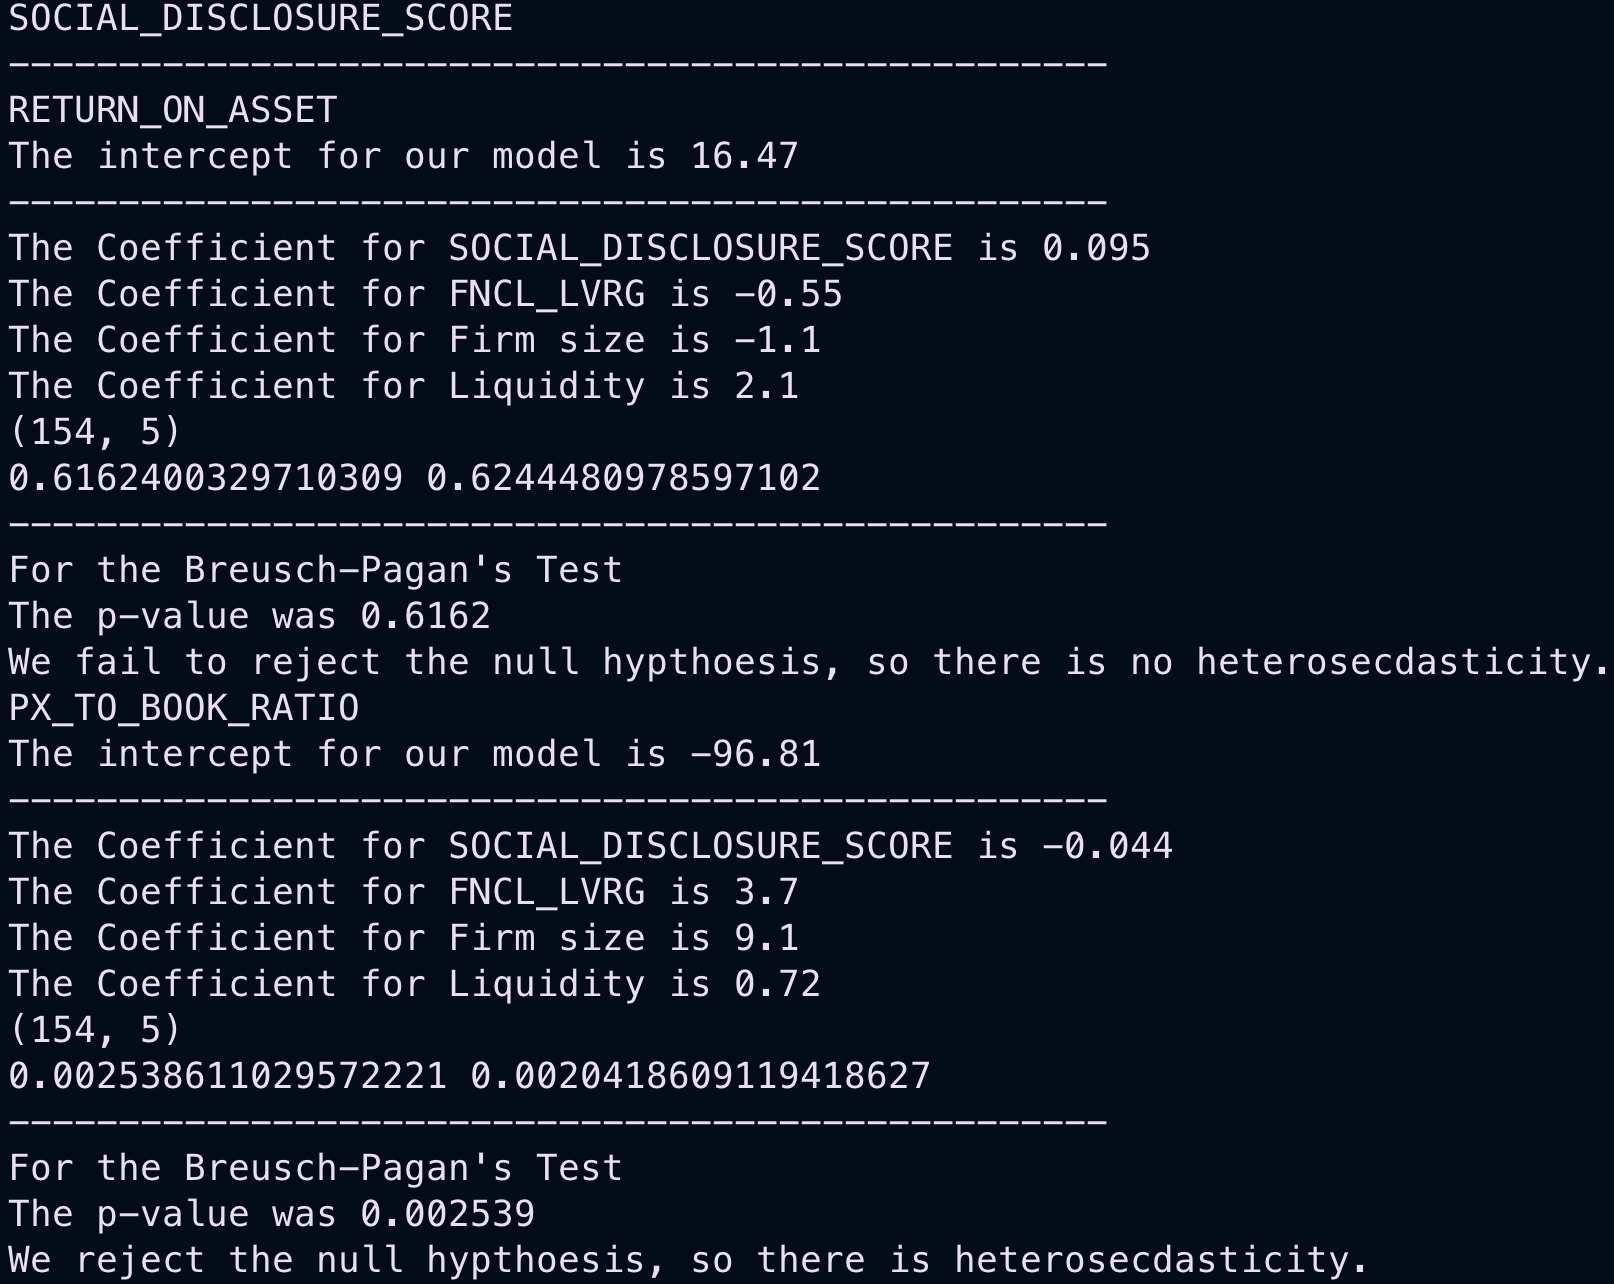 SOCIAL_DISCLOSURE_SCORE
--------------------------------------------------
RETURN_ON_ASSET
The intercept for our model is 16.47
--------------------------------------------------
The Coefficient for SOCIAL_DISCLOSURE_SCORE is 0.095
The Coefficient for FNCL_LVRG is -0.55
The Coefficient for Firm size is -1.1
The Coefficient for Liquidity is 2.1
(154, 5)
0.6162400329710309 0.6244480978597102
--------------------------------------------------
For the Breusch-Pagan's Test
The p-value was 0.6162
We fail to reject the null hypthoesis, so there is no heterosecdasticity.
PX_TO_BOOK_RATIO
The intercept for our model is -96.81
--------------------------------------------------
The Coefficient for SOCIAL_DISCLOSURE_SCORE is -0.044
The Coefficient for FNCL_LVRG is 3.7
The Coefficient for Firm size is 9.1
The Coefficient for Liquidity is 0.72
(154, 5)
0.002538611029572221 0.0020418609119418627
--------------------------------------------------
For the Breusch-Pagan's Test
The p-value was 0.002539
We reject the null hypthoesis, so there is heterosecdasticity.